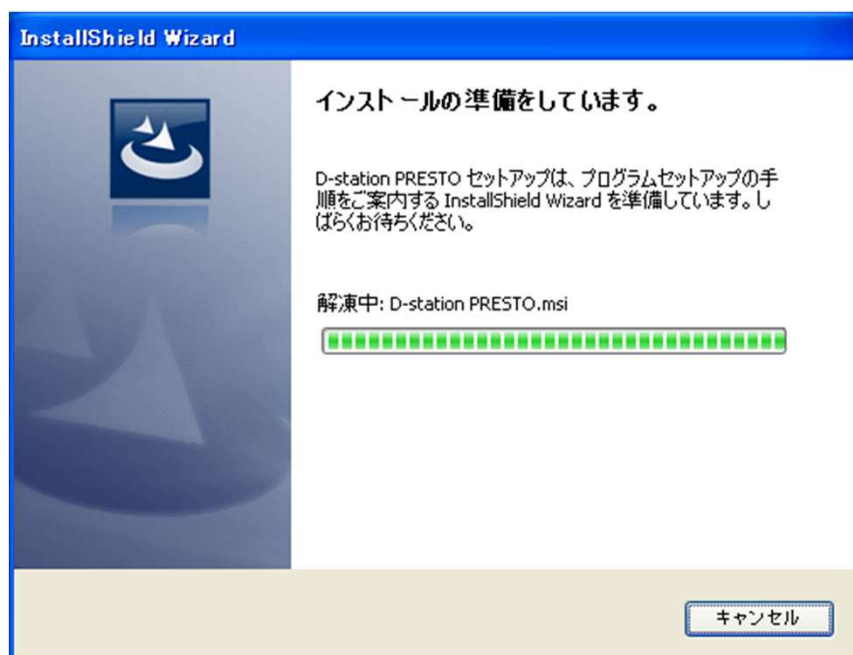 InstallShield Wizard
インストールの準備をしています。
D-station PRESTO セットアップは、プログラムセットアップの手
順をご案内する InstallShield Wizard を準備しています。し
ばらくお待ちください。
解凍中: D-station PRESTO.msi
キャンセル